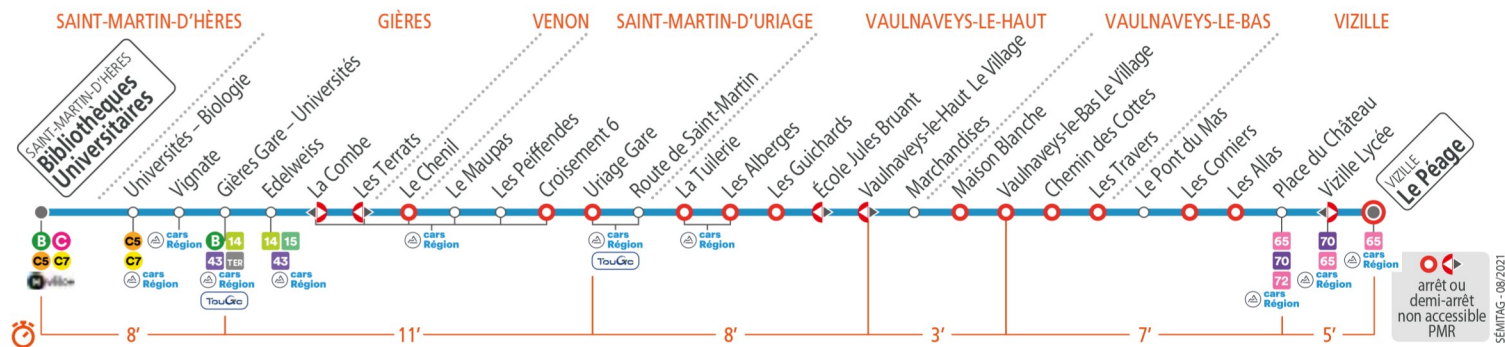 SAINT-MARTIN-D'HÈRES
GIÈRES
VENON
SAINT-MARTIN-D'URIAGE
VAULNAVEYS-LE-HAUT
VAULNAVEYS-LE-BAS
VIZILLE
SAINT-MARTIN-D'HÈRES
Bibliothèques
Universitaires
Universités – Biologie
Vignate
Gières Gare – Universités
Edelweiss
La Combe
Les Terrats
Le Chenil
Le Maupas
Les Peiffendes
Croisement 6
Uriage Gare
Route de Saint-Martin
La Tuilerie
Les Alberges
Les Guichards
École Jules Bruant
Vaulnaveys-le-Haut Le Village
Marchandises
Maison Blanche
Vaulnaveys-le-Bas Le Village
Chemin des Cottes
Les Travers
Le Pont du Mas
Les Corniers
Les Allas
Place du Château
Vizille Lycée
VIZILLE
Le Péage
B C
C5 C7
C5
C7
cars
Région
cars
Région
B 14
43 TER
cars
Région
TouGo
14 15
43
cars
Région
cars
Région
cars
Région
TouGo
cars
Région
65
70
72
cars
Région
70
65
cars
Région
65
cars
Région
arrêt ou
demi-arrêt
non accessible
PMR
8' 11' 8' 3' 7' 5'
SÉMITAG - 08/2021